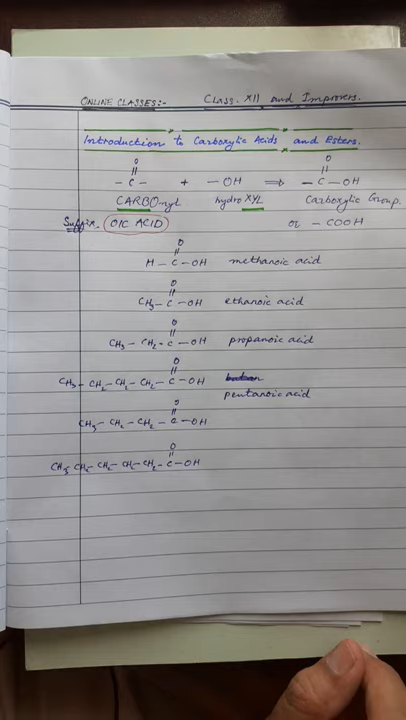 ONLINE CLASSES:- CLASS. XII and Improvers.
Introduction to Carboxylic Acids and Esters.
O O
|| ||
- C - + - OH ⇒ - C - OH
CARBOnyl hydroXYL Carboxylic Group.
Suffix. OIC ACID or - COOH
O
||
H - C - OH methanoic acid
O
||
CH₃ - C - OH ethanoic acid
O
||
CH₃ - CH₂ - C - OH propanoic acid
O
||
CH₃ - CH₂ - CH₂ - CH₂ - C - OH
pentanoic acid
O
||
CH₃ - CH₂ - CH₂ - C - OH
O
||
CH₃ CH₂ - CH₂ - CH₂ - CH₂ - C - OH